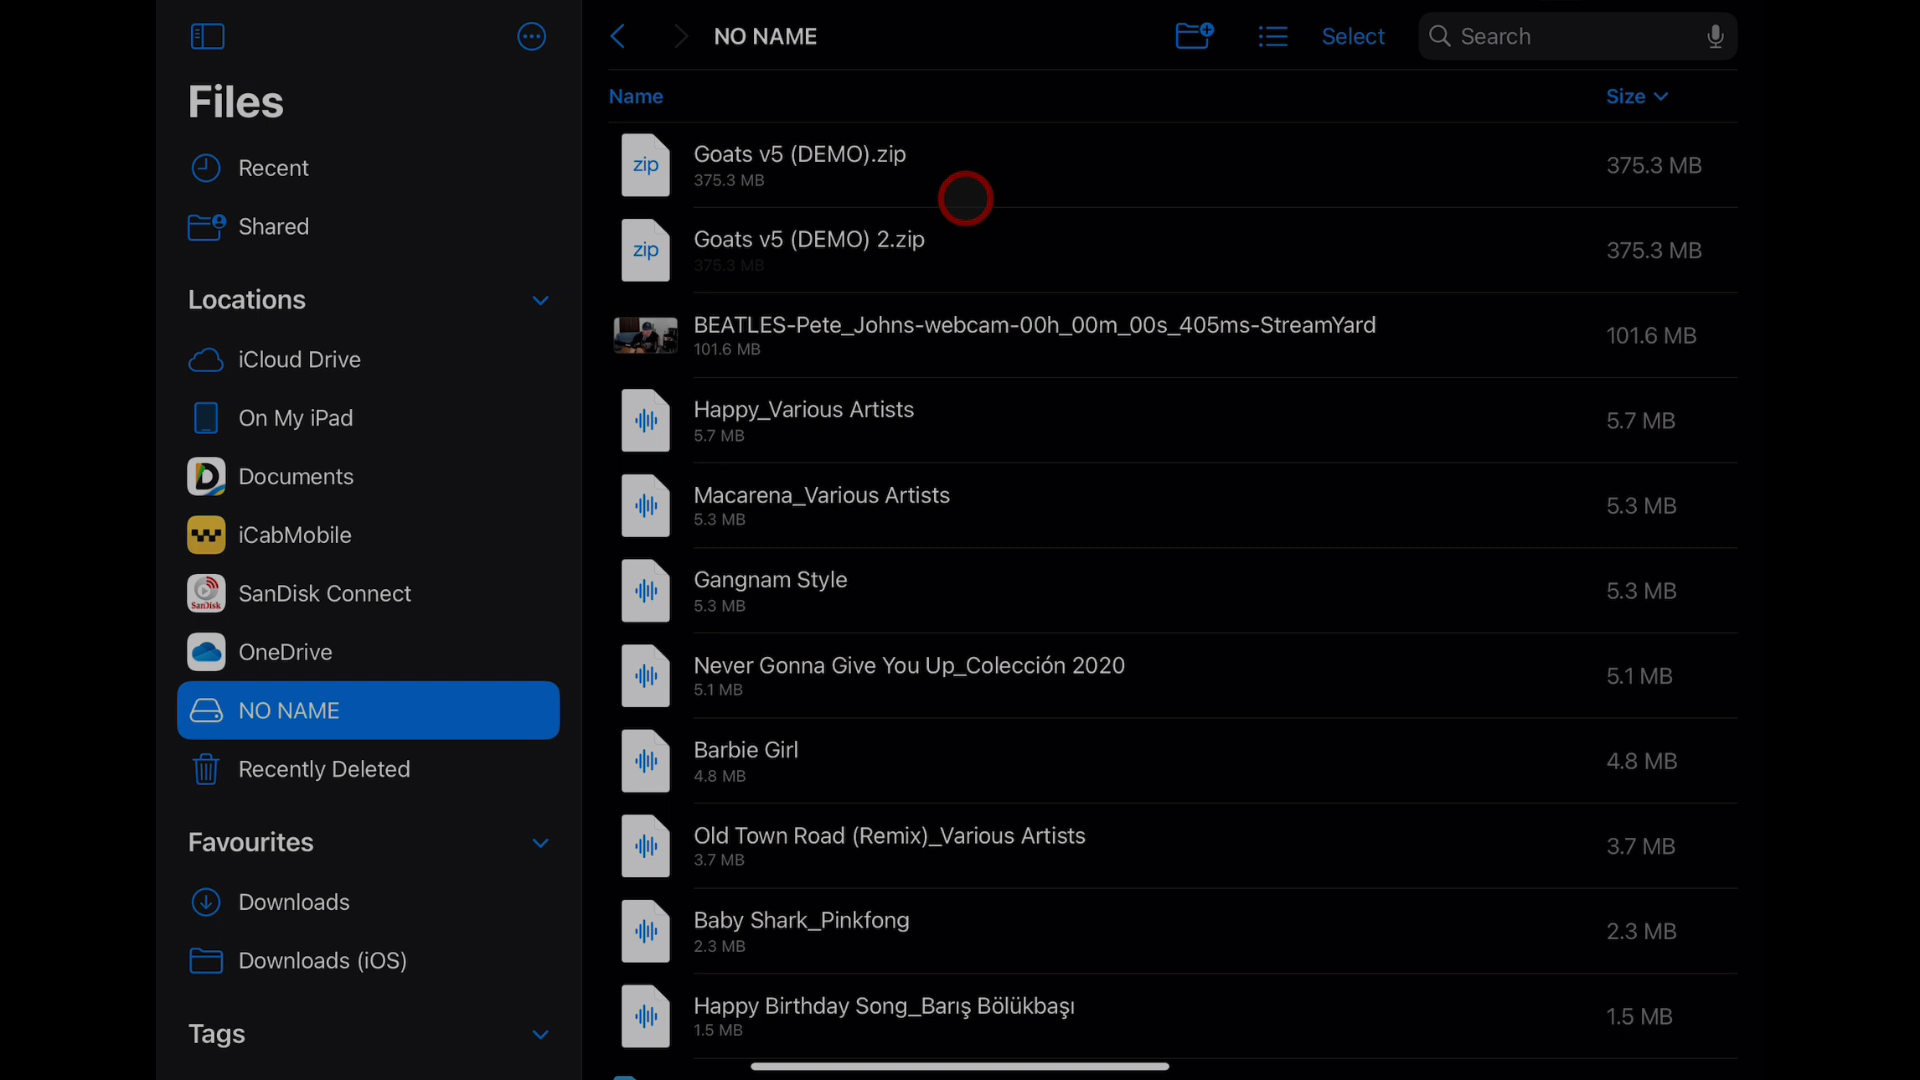 Files
Recent
Shared
Locations
iCloud Drive
On My iPad
Documents
iCabMobile
SanDisk
SanDisk Connect
OneDrive
NO NAME
Recently Deleted
Favourites
Downloads
Downloads (iOS)
Tags
NO NAME
Select
Search
Name
Size
zip
Goats v5 (DEMO).zip
375.3 MB
375.3 MB
zip
Goats v5 (DEMO) 2.zip
375.3 MB
375.3 MB
BEATLES-Pete_Johns-webcam-00h_00m_00s_405ms-StreamYard
101.6 MB
101.6 MB
Happy_Various Artists
5.7 MB
5.7 MB
Macarena_Various Artists
5.3 MB
5.3 MB
Gangnam Style
5.3 MB
5.3 MB
Never Gonna Give You Up_Colección 2020
5.1 MB
5.1 MB
Barbie Girl
4.8 MB
4.8 MB
Old Town Road (Remix)_Various Artists
3.7 MB
3.7 MB
Baby Shark_Pinkfong
2.3 MB
2.3 MB
Happy Birthday Song_Barış Bölükbaşı
1.5 MB
1.5 MB